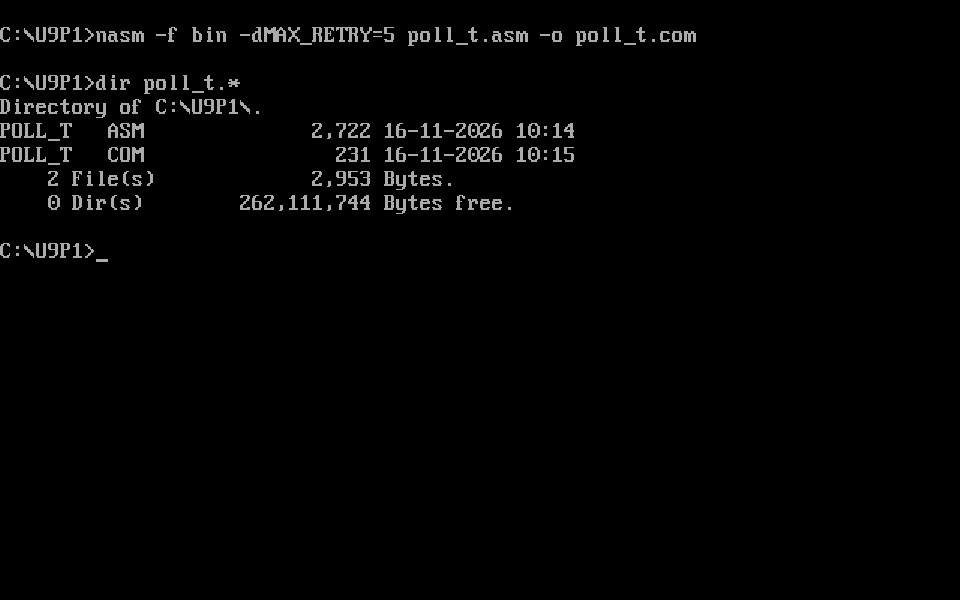 C:\U9P1>nasm -f bin -dMAX_RETRY=5 poll_t.asm -o poll_t.com
C:\U9P1>dir poll_t.*
Directory of C:\U9P1\.
POLL_T   ASM              2,722 16-11-2026 10:14
POLL_T   COM                231 16-11-2026 10:15
    2 File(s)             2,953 Bytes.
    0 Dir(s)        262,111,744 Bytes free.
C:\U9P1>_